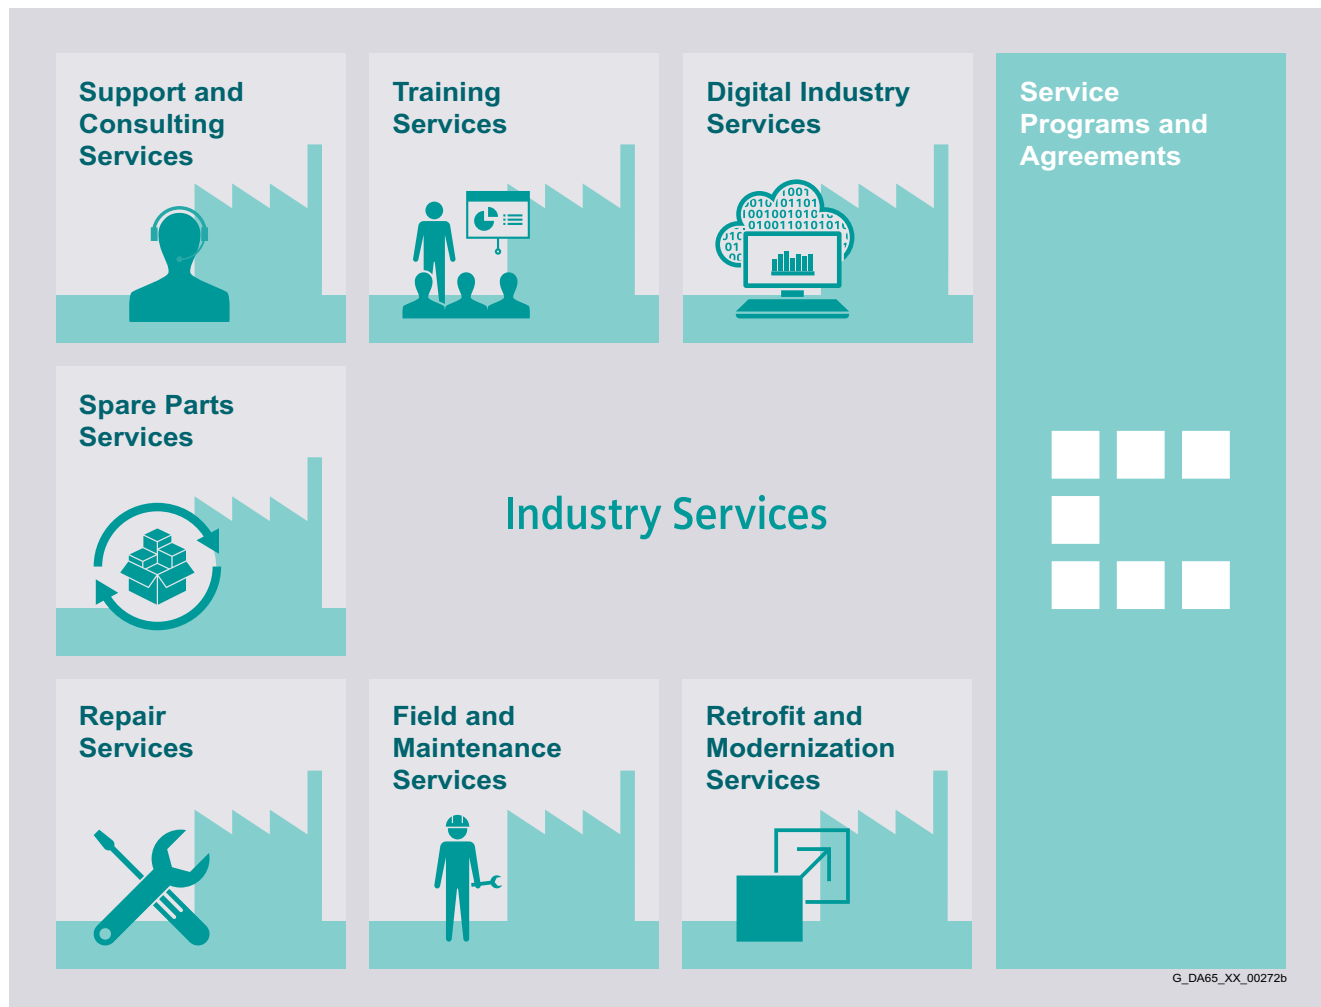 Support and
Consulting
Services
Training
Services
Digital Industry
Services
Service
Programs and
Agreements
Spare Parts
Services
Industry Services
Repair
Services
Field and
Maintenance
Services
Retrofit and
Modernization
Services
G_DA65_XX_00272b